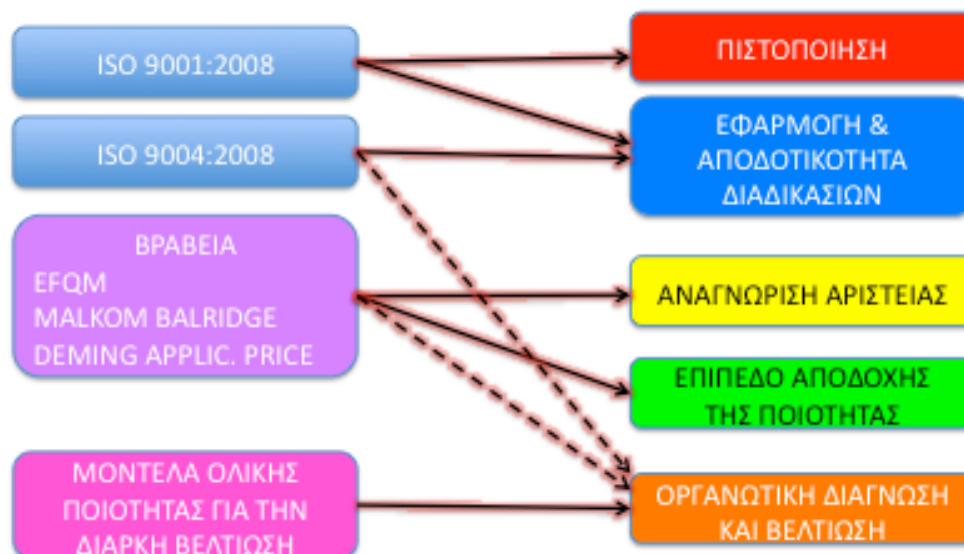 ISO 9001:2008
ISO 9004:2008
ΒΡΑΒΕΙΑ
EFQM
MALKOM BALRIDGE
DEMING APPLIC. PRICE
ΜΟΝΤΕΛΑ ΟΛΙΚΗΣ
ΠΟΙΟΤΗΤΑΣ ΓΙΑ ΤΗΝ
ΔΙΑΡΚΗ ΒΕΛΤΙΩΣΗ
ΠΙΣΤΟΠΟΙΗΣΗ
ΕΦΑΡΜΟΓΗ &
ΑΠΟΔΟΤΙΚΟΤΗΤΑ
ΔΙΑΔΙΚΑΣΙΩΝ
ΑΝΑΓΝΩΡΙΣΗ ΑΡΙΣΤΕΙΑΣ
ΕΠΙΠΕΔΟ ΑΠΟΔΟΧΗΣ
ΤΗΣ ΠΟΙΟΤΗΤΑΣ
ΟΡΓΑΝΩΤΙΚΗ ΔΙΑΓΝΩΣΗ
ΚΑΙ ΒΕΛΤΙΩΣΗ